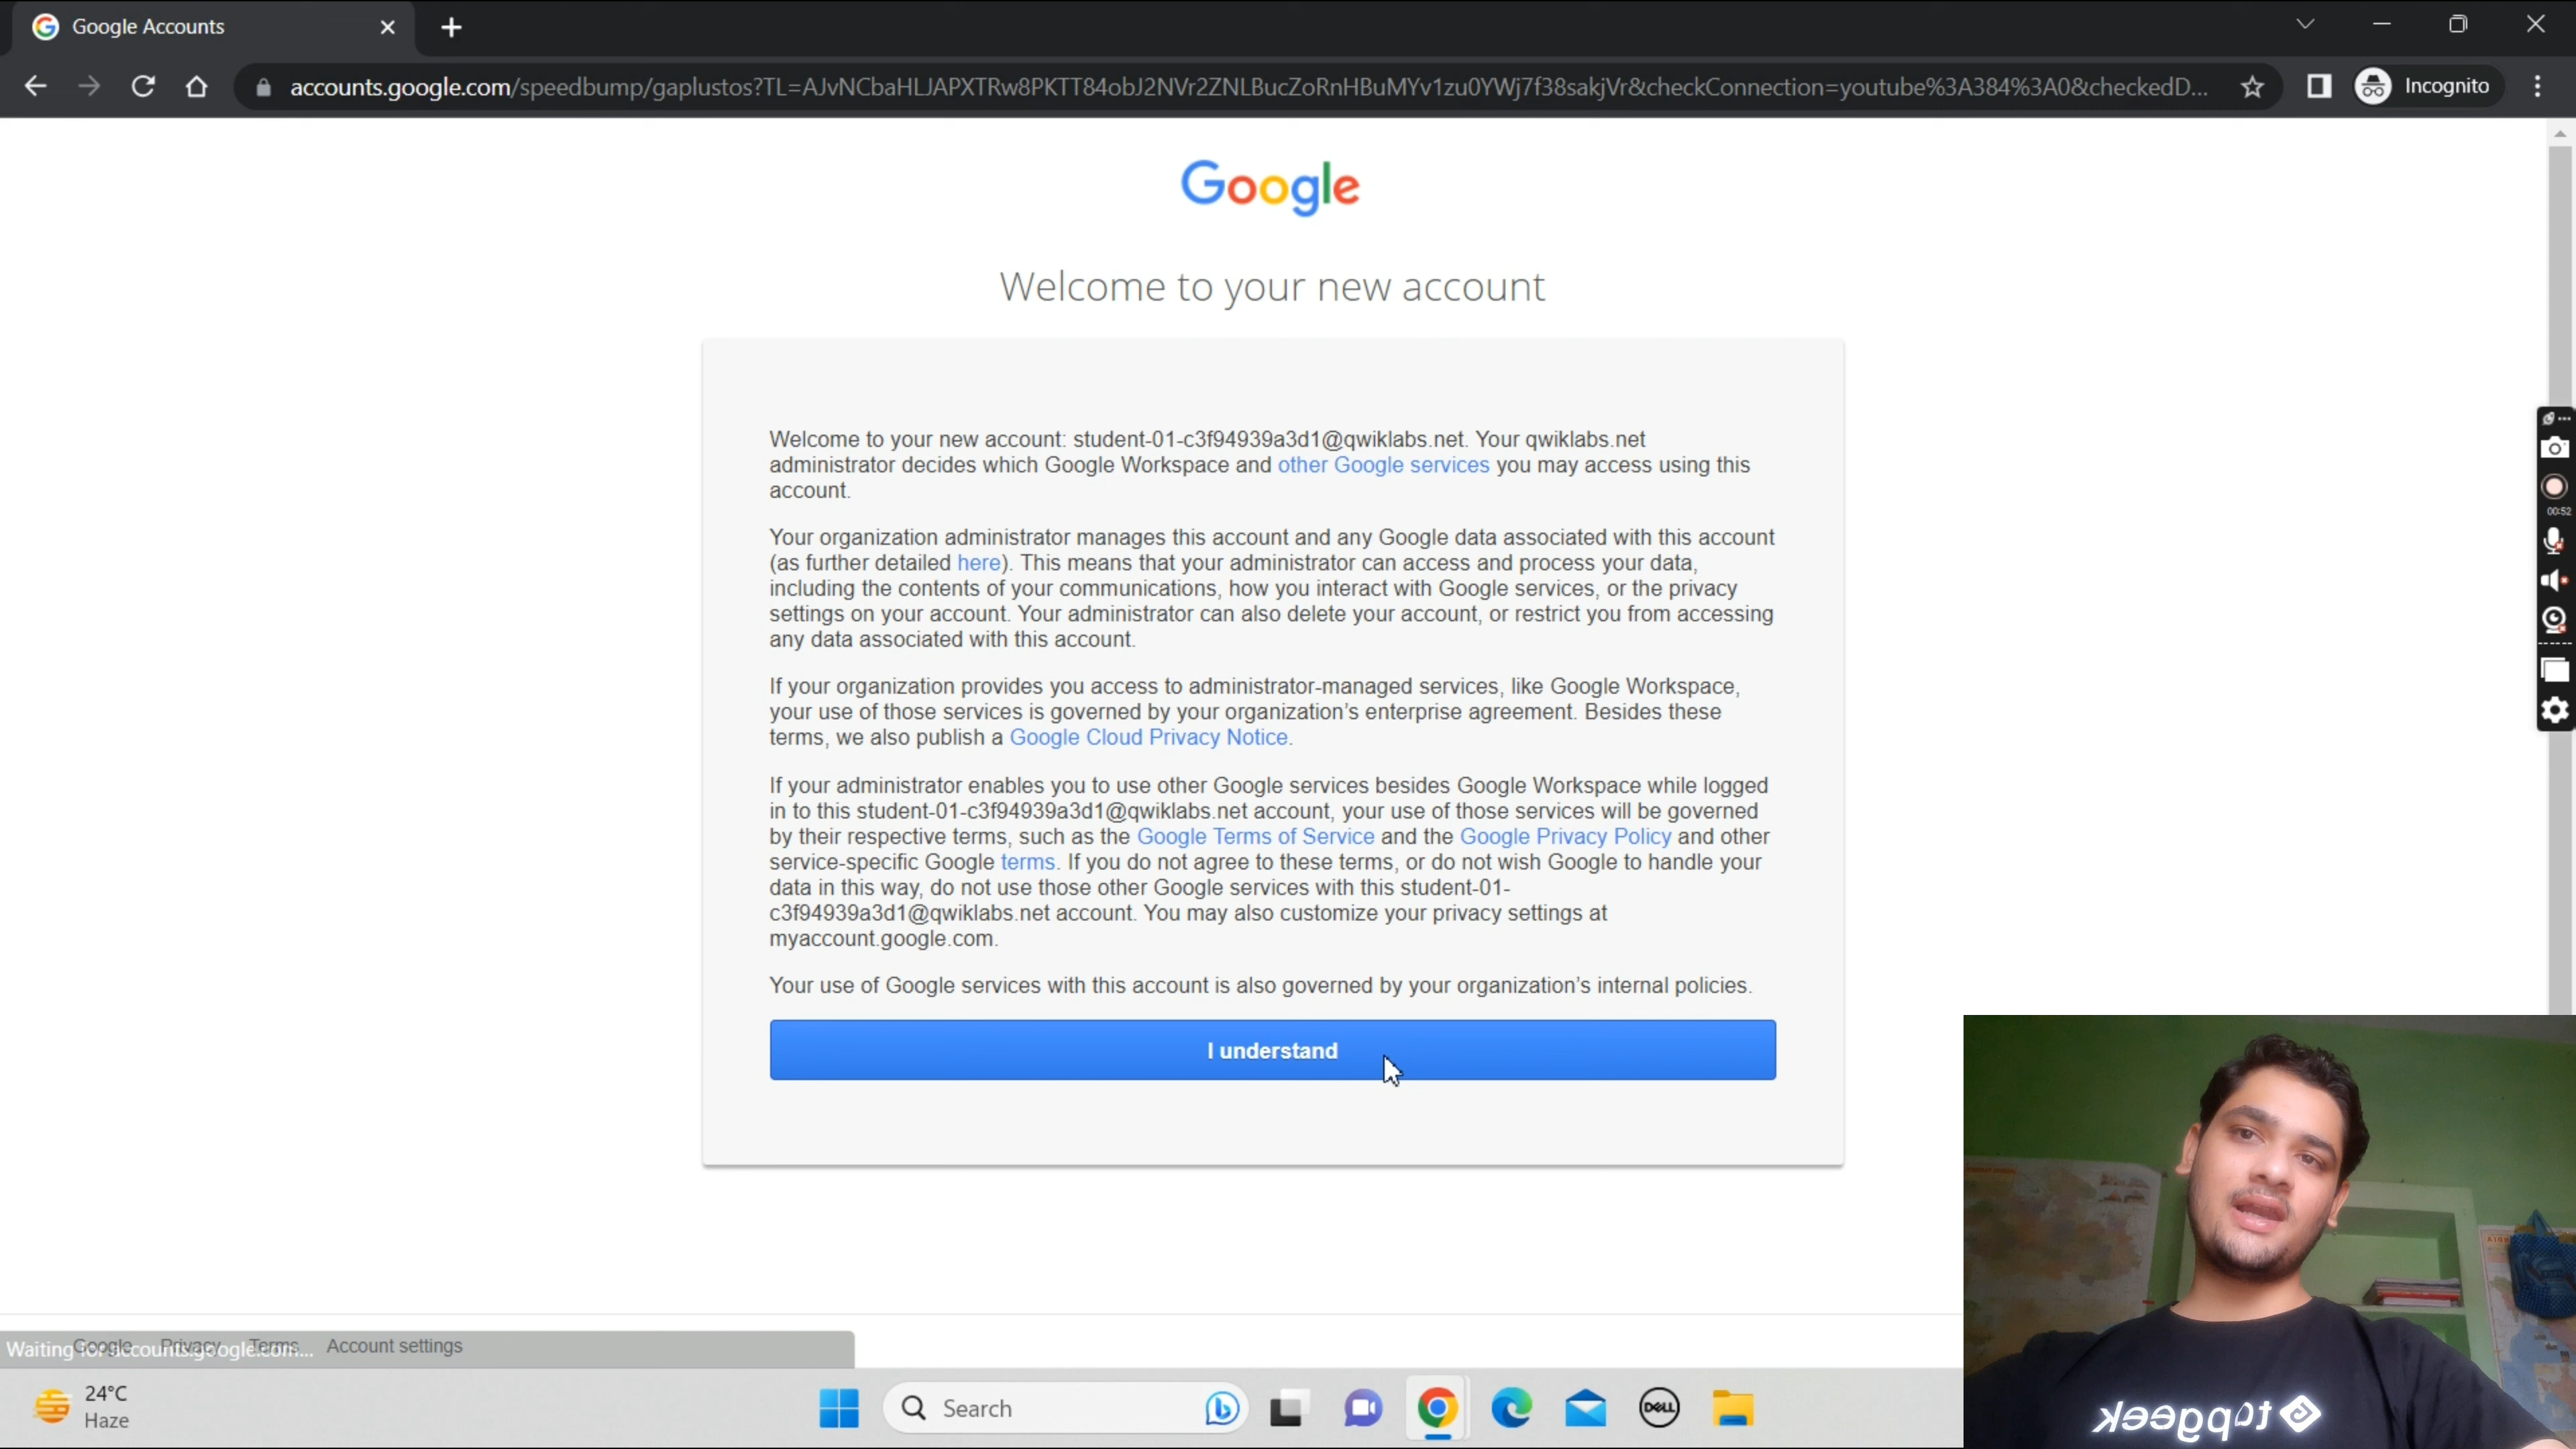 Google Accounts
accounts.google.com/speedbump/gaplustos?TL=AJvNCbaHLJAPXTRw8PKTT84obJ2NVr2ZNLBucZoRnHBuMYv1zu0YWj7f38sakjVr&checkConnection=youtube%3A384%3A0&checkedD...
Incognito
Google
Welcome to your new account
Welcome to your new account: student-01-c3f94939a3d1@qwiklabs.net. Your qwiklabs.net
administrator decides which Google Workspace and other Google services you may access using this
account.
Your organization administrator manages this account and any Google data associated with this account
(as further detailed here). This means that your administrator can access and process your data,
including the contents of your communications, how you interact with Google services, or the privacy
settings on your account. Your administrator can also delete your account, or restrict you from accessing
any data associated with this account.
If your organization provides you access to administrator-managed services, like Google Workspace,
your use of those services is governed by your organization's enterprise agreement. Besides these
terms, we also publish a Google Cloud Privacy Notice.
If your administrator enables you to use other Google services besides Google Workspace while logged
in to this student-01-c3f94939a3d1@qwiklabs.net account, your use of those services will be governed
by their respective terms, such as the Google Terms of Service and the Google Privacy Policy and other
service-specific Google terms. If you do not agree to these terms, or do not wish Google to handle your
data in this way, do not use those other Google services with this student-01-
c3f94939a3d1@qwiklabs.net account. You may also customize your privacy settings at
myaccount.google.com.
Your use of Google services with this account is also governed by your organization's internal policies.
I understand
00:52
Google Privacy Terms Account settings
Waiting for accounts.google.com...
24°C
Haze
Search
DELL
topgeek